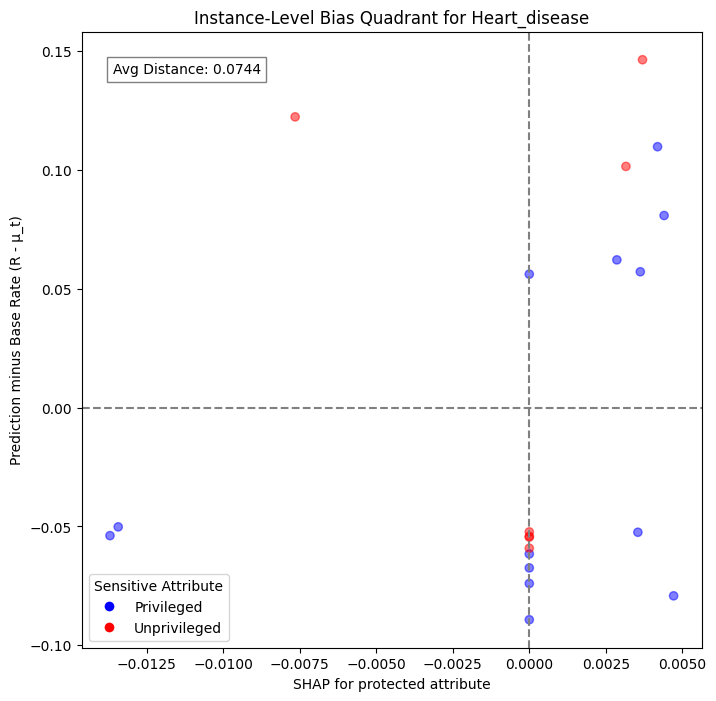 Instance-Level Bias Quadrant for Heart_disease
Avg Distance: 0.0744
Prediction minus Base Rate (R - μ_t)
0.15
0.10
0.05
0.00
−0.05
−0.10
Sensitive Attribute
Privileged
Unprivileged
−0.0125 −0.0100 −0.0075 −0.0050 −0.0025 0.0000 0.0025 0.0050
SHAP for protected attribute